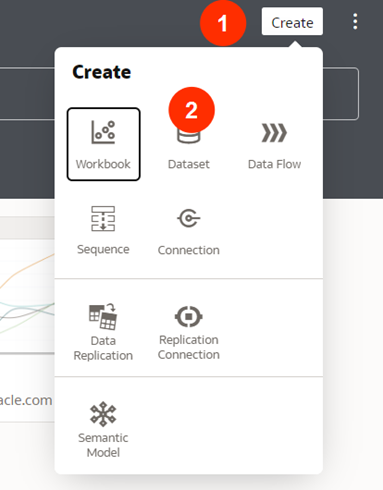 1
Create
Create
2
Workbook
Dataset
Data Flow
Sequence
Connection
Data
Replication
Replication
Connection
acle.com
Semantic
Model